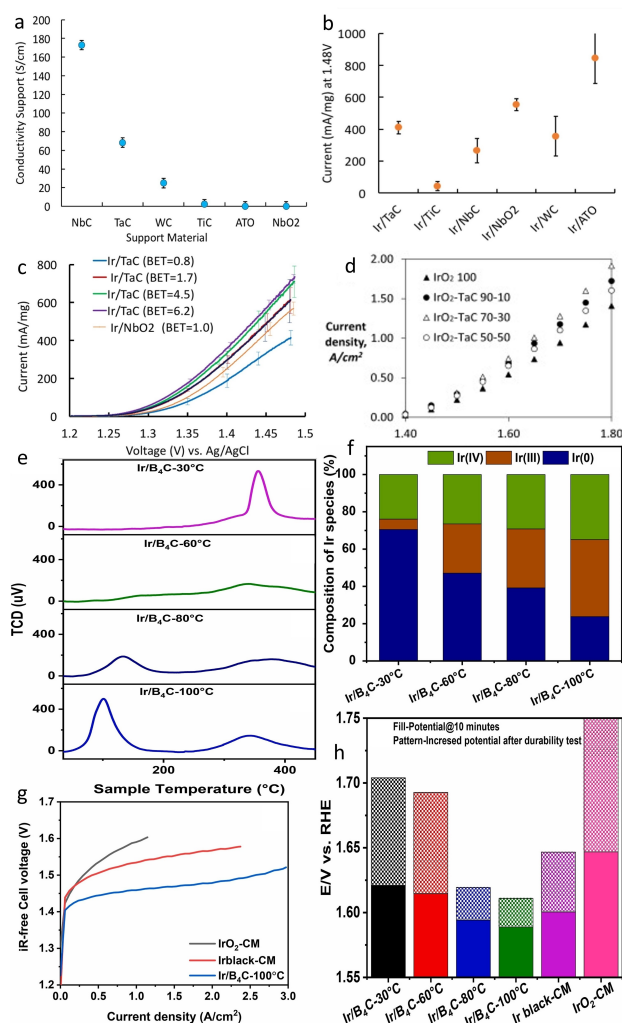 a
Conductivity Support (S/cm)
200
180
160
140
120
100
80
60
40
20
0
NbC TaC WC TiC ATO NbO2
Support Material
b
Current (mA/mg) at 1.48V
1000
800
600
400
200
0
Ir/TaC Ir/TiC Ir/NbC Ir/NbO2 Ir/WC Ir/ATO
c
Ir/TaC (BET=0.8)
Ir/TaC (BET=1.7)
Ir/TaC (BET=4.5)
Ir/TaC (BET=6.2)
Ir/NbO2 (BET=1.0)
Current (mA/mg)
800
600
400
200
0
1.2 1.25 1.3 1.35 1.4 1.45 1.5
Voltage (V) vs. Ag/AgCl
d
IrO2 100
IrO2-TaC 90-10
IrO2-TaC 70-30
IrO2-TaC 50-50
Current
density,
A/cm²
2.00
1.50
1.00
0.50
0.00
1.40 1.60 1.80
e
Ir/B4C-30°C
Ir/B4C-60°C
Ir/B4C-80°C
Ir/B4C-100°C
TCD (uV)
400
0
400
0
400
0
400
0
200 400
Sample Temperature (°C)
f
Ir(IV) Ir(III) Ir(0)
Composition of Ir species (%)
100
80
60
40
20
0
Ir/B4C-30°C Ir/B4C-60°C Ir/B4C-80°C Ir/B4C-100°C
g
iR-free Cell voltage (V)
1.8
1.7
1.6
1.5
1.4
1.3
1.2
IrO2-CM
Irblack-CM
Ir/B4C-100°C
0.0 0.5 1.0 1.5 2.0 2.5 3.0
Current density (A/cm²)
h
Fill-Potential@10 minutes
Pattern-Incresed potential after durability test
E/V vs. RHE
1.75
1.70
1.65
1.60
1.55
Ir/B4C-30°C Ir/B4C-60°C Ir/B4C-80°C Ir/B4C-100°C Ir black-CM IrO2-CM